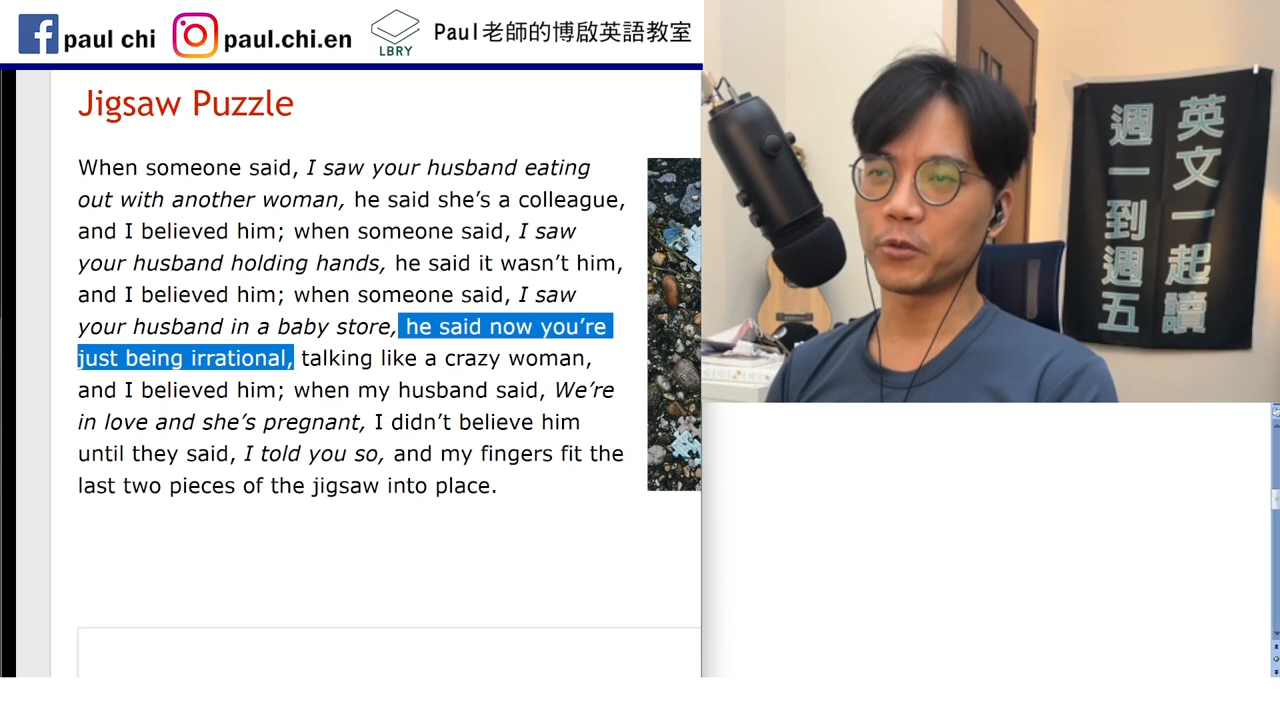 paul chi
paul.chi.en
LBRY
Paul老師的博啟英語教室
Jigsaw Puzzle
When someone said, I saw your husband eating
out with another woman, he said she’s a colleague,
and I believed him; when someone said, I saw
your husband holding hands, he said it wasn’t him,
and I believed him; when someone said, I saw
your husband in a baby store, he said now you’re
just being irrational, talking like a crazy woman,
and I believed him; when my husband said, We’re
in love and she’s pregnant, I didn’t believe him
until they said, I told you so, and my fingers fit the
last two pieces of the jigsaw into place.
英文一起讀
週一到週五